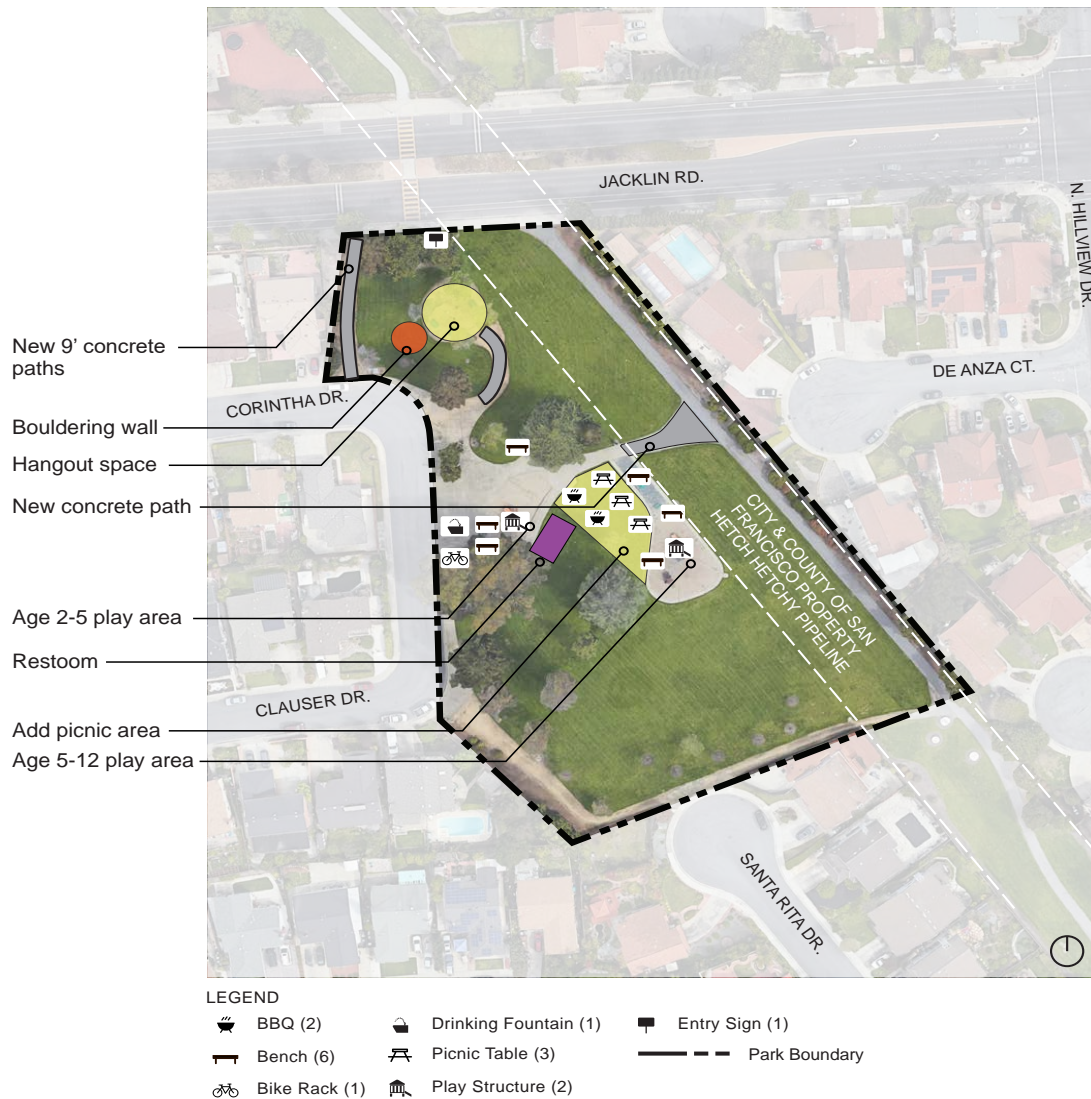 JACKLIN RD.
N. HILLVIEW DR.
DE ANZA CT.
CORINTHA DR.
CLAUSER DR.
SANTA RITA DR.
CITY & COUNTY OF SAN
FRANCISCO PROPERTY
HETCH HETCHY PIPELINE
New 9' concrete
paths
Bouldering wall
Hangout space
New concrete path
Age 2-5 play area
Restoom
Add picnic area
Age 5-12 play area
LEGEND
BBQ (2)
Bench (6)
Bike Rack (1)
Drinking Fountain (1)
Picnic Table (3)
Play Structure (2)
Entry Sign (1)
Park Boundary